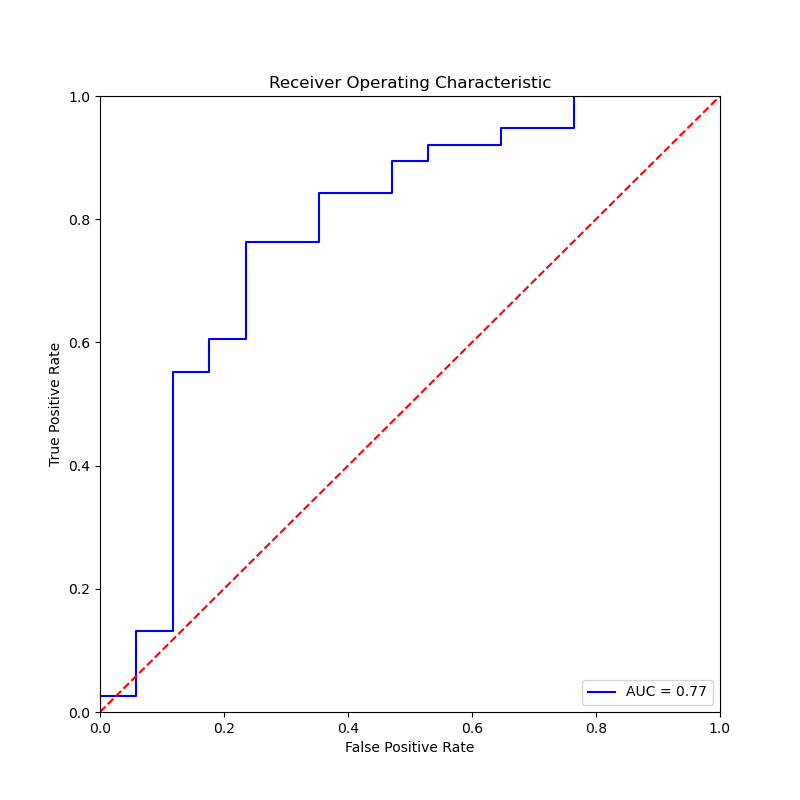 Receiver Operating Characteristic
1.0
0.8
0.6
0.4
0.2
0.0
True Positive Rate
AUC = 0.77
0.0 0.2 0.4 0.6 0.8 1.0
False Positive Rate